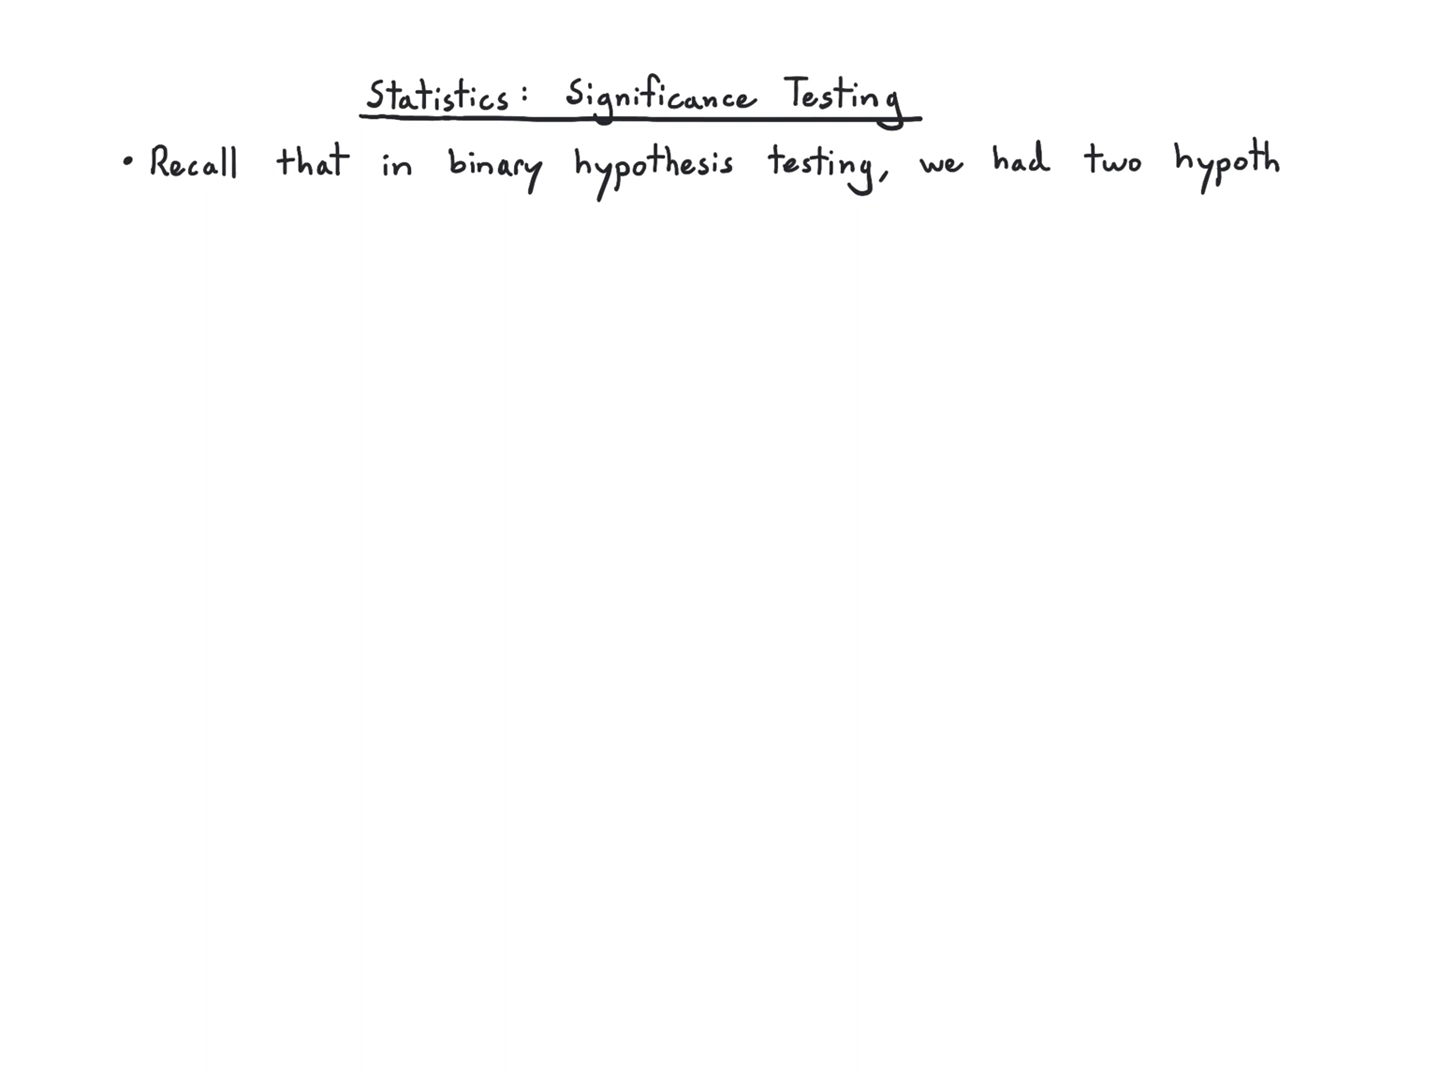 Statistics: Significance Testing
• Recall that in binary hypothesis testing, we had two hypoth